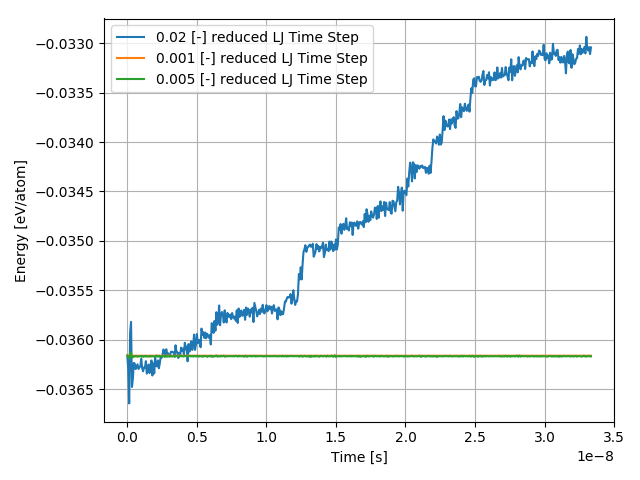 0.02 [-] reduced LJ Time Step
0.001 [-] reduced LJ Time Step
0.005 [-] reduced LJ Time Step
Energy [eV/atom]
−0.0330
−0.0335
−0.0340
−0.0345
−0.0350
−0.0355
−0.0360
−0.0365
0.0 0.5 1.0 1.5 2.0 2.5 3.0 3.5
1e−8
Time [s]